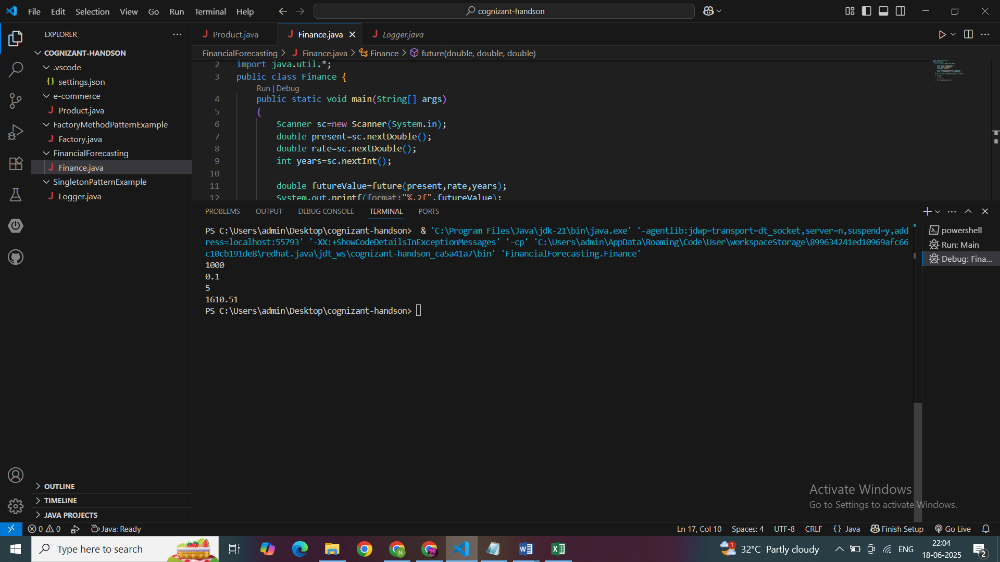 File Edit Selection View Go Run Terminal Help
cognizant-handson
EXPLORER
COGNIZANT-HANDSON
.vscode
{} settings.json
e-commerce
J Product.java
FactoryMethodPatternExample
J Factory.java
FinancialForecasting
J Finance.java
SingletonPatternExample
J Logger.java
OUTLINE
TIMELINE
JAVA PROJECTS
J Product.java
J Finance.java
J Logger.java
FinancialForecasting > J Finance.java > Finance > future(double, double, double)
2 import java.util.*;
3 public class Finance {
Run | Debug
4 public static void main(String[] args)
5 {
6 Scanner sc=new Scanner(System.in);
7 double present=sc.nextDouble();
8 double rate=sc.nextDouble();
9 int years=sc.nextInt();
10
11 double futureValue=future(present,rate,years);
12 System.out.printf(format:"%.2f",futureValue);
PROBLEMS OUTPUT DEBUG CONSOLE TERMINAL PORTS
PS C:\Users\admin\Desktop\cognizant-handson>  & 'C:\Program Files\Java\jdk-21\bin\java.exe' '-agentlib:jdwp=transport=dt_socket,server=n,suspend=y,add
ress=localhost:55793' '-XX:+ShowCodeDetailsInExceptionMessages' '-cp' 'C:\Users\admin\AppData\Roaming\Code\User\workspaceStorage\899634241ed10969afc66
c10cb191de8\redhat.java\jdt_ws\cognizant-handson_ca5a41a7\bin' 'FinancialForecasting.Finance'
1000
0.1
5
1610.51
PS C:\Users\admin\Desktop\cognizant-handson>
powershell
Run: Main
Debug: Fina...
Activate Windows
Go to Settings to activate Windows.
0 0 Java: Ready
Ln 17, Col 10 Spaces: 4 UTF-8 CRLF {} Java Finish Setup Go Live
Type here to search
N
1
32°C Partly cloudy
ENG
22:04
18-06-2025
2